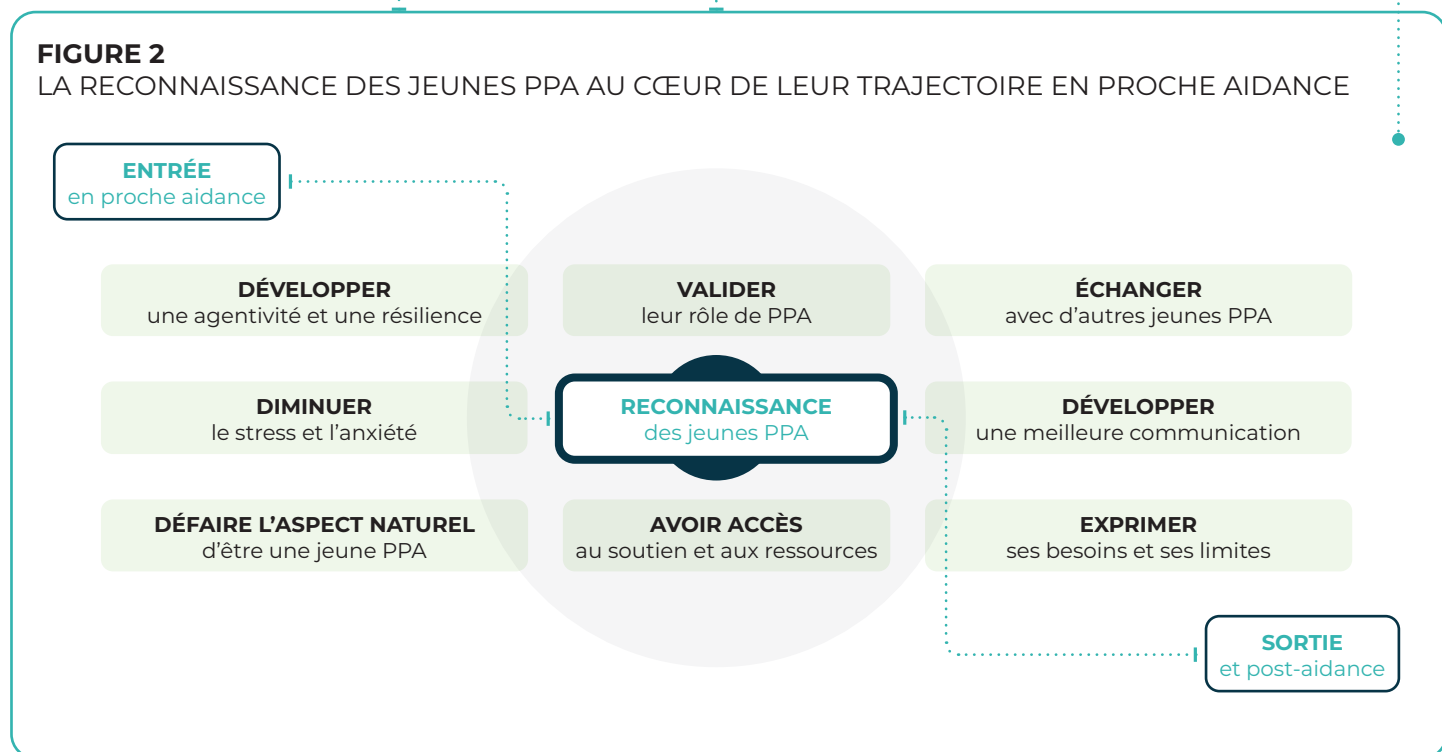 FIGURE 2
LA RECONNAISSANCE DES JEUNES PPA AU CŒUR DE LEUR TRAJECTOIRE EN PROCHE AIDANCE
ENTRÉE
en proche aidance
DÉVELOPPER
une agentivité et une résilience
VALIDER
leur rôle de PPA
ÉCHANGER
avec d'autres jeunes PPA
DIMINUER
le stress et l'anxiété
RECONNAISSANCE
des jeunes PPA
DÉVELOPPER
une meilleure communication
DÉFAIRE L'ASPECT NATUREL
d'être une jeune PPA
AVOIR ACCÈS
au soutien et aux ressources
EXPRIMER
ses besoins et ses limites
SORTIE
et post-aidance